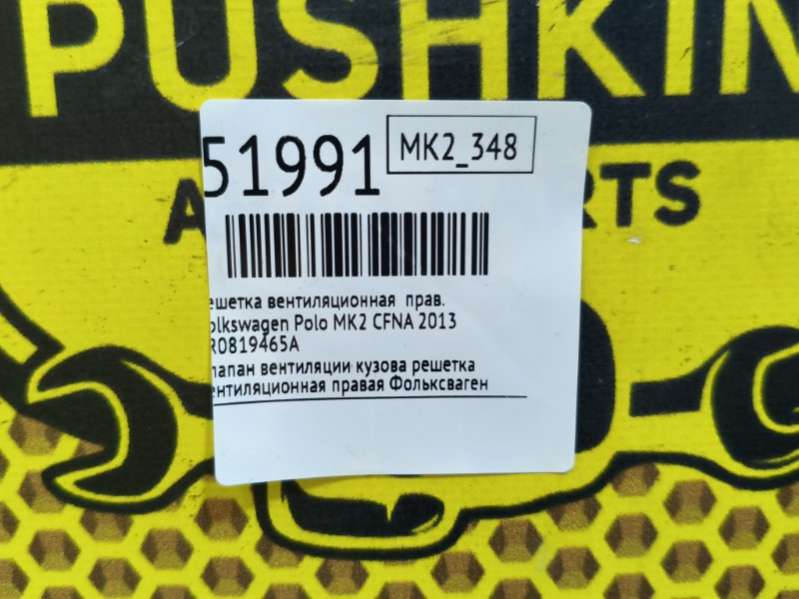 PUSHKIN
51991
MK2_348
RTS
ешетка вентиляционная прав.
olkswagen Polo MK2 CFNA 2013
R0819465A
лапан вентиляции кузова решетка
ентиляционная правая Фольксваген